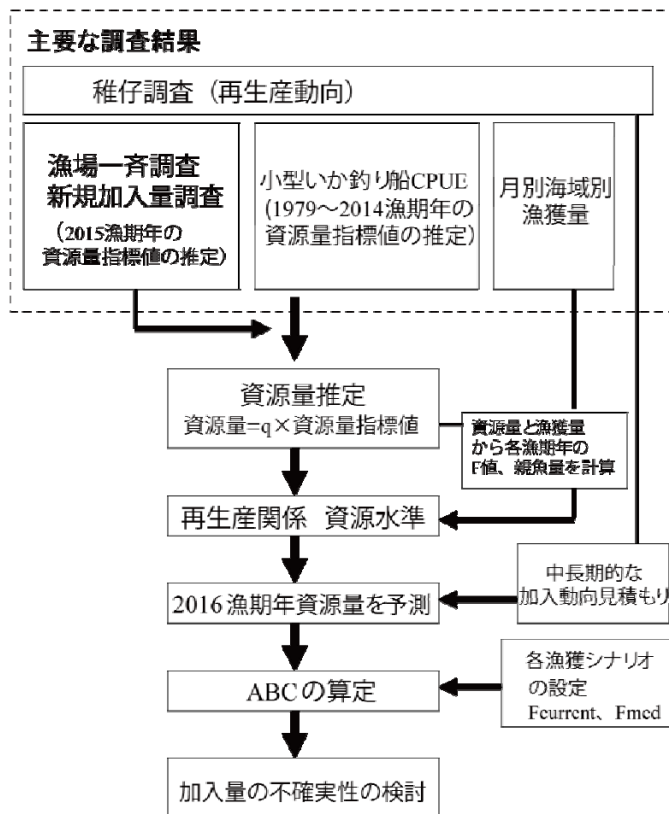 主要な調査結果
稚仔調査（再生産動向）
漁場一斉調査
新規加入量調査
（2015漁期年の
資源量指標値の推定）
小型いか釣り船CPUE
(1979～2014漁期年の
資源量指標値の推定）
月別海域別
漁獲量
資源量推定
資源量=q×資源量指標値
資源量と漁獲量
から各漁期年の
F値、親魚量を計算
再生産関係 資源水準
中長期的な
加入動向見積もり
2016漁期年資源量を予測
各漁獲シナリオ
の設定
Fcurrent、Fmed
ABCの算定
加入量の不確実性の検討